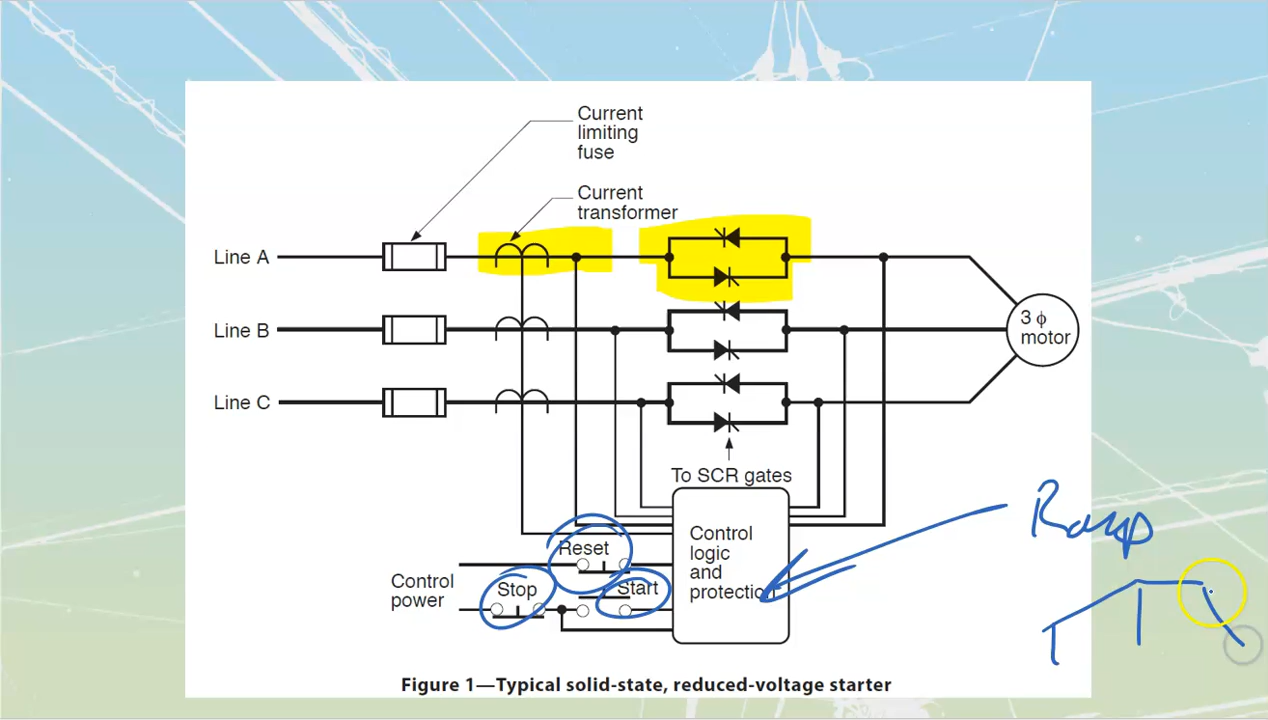 Current
limiting
fuse
Current
transformer
Line A
Line B
Line C
3 ϕ
motor
To SCR gates
Control
logic
and
protection
Reset
Control
power
Stop
Start
Ramp
Figure 1—Typical solid-state, reduced-voltage starter